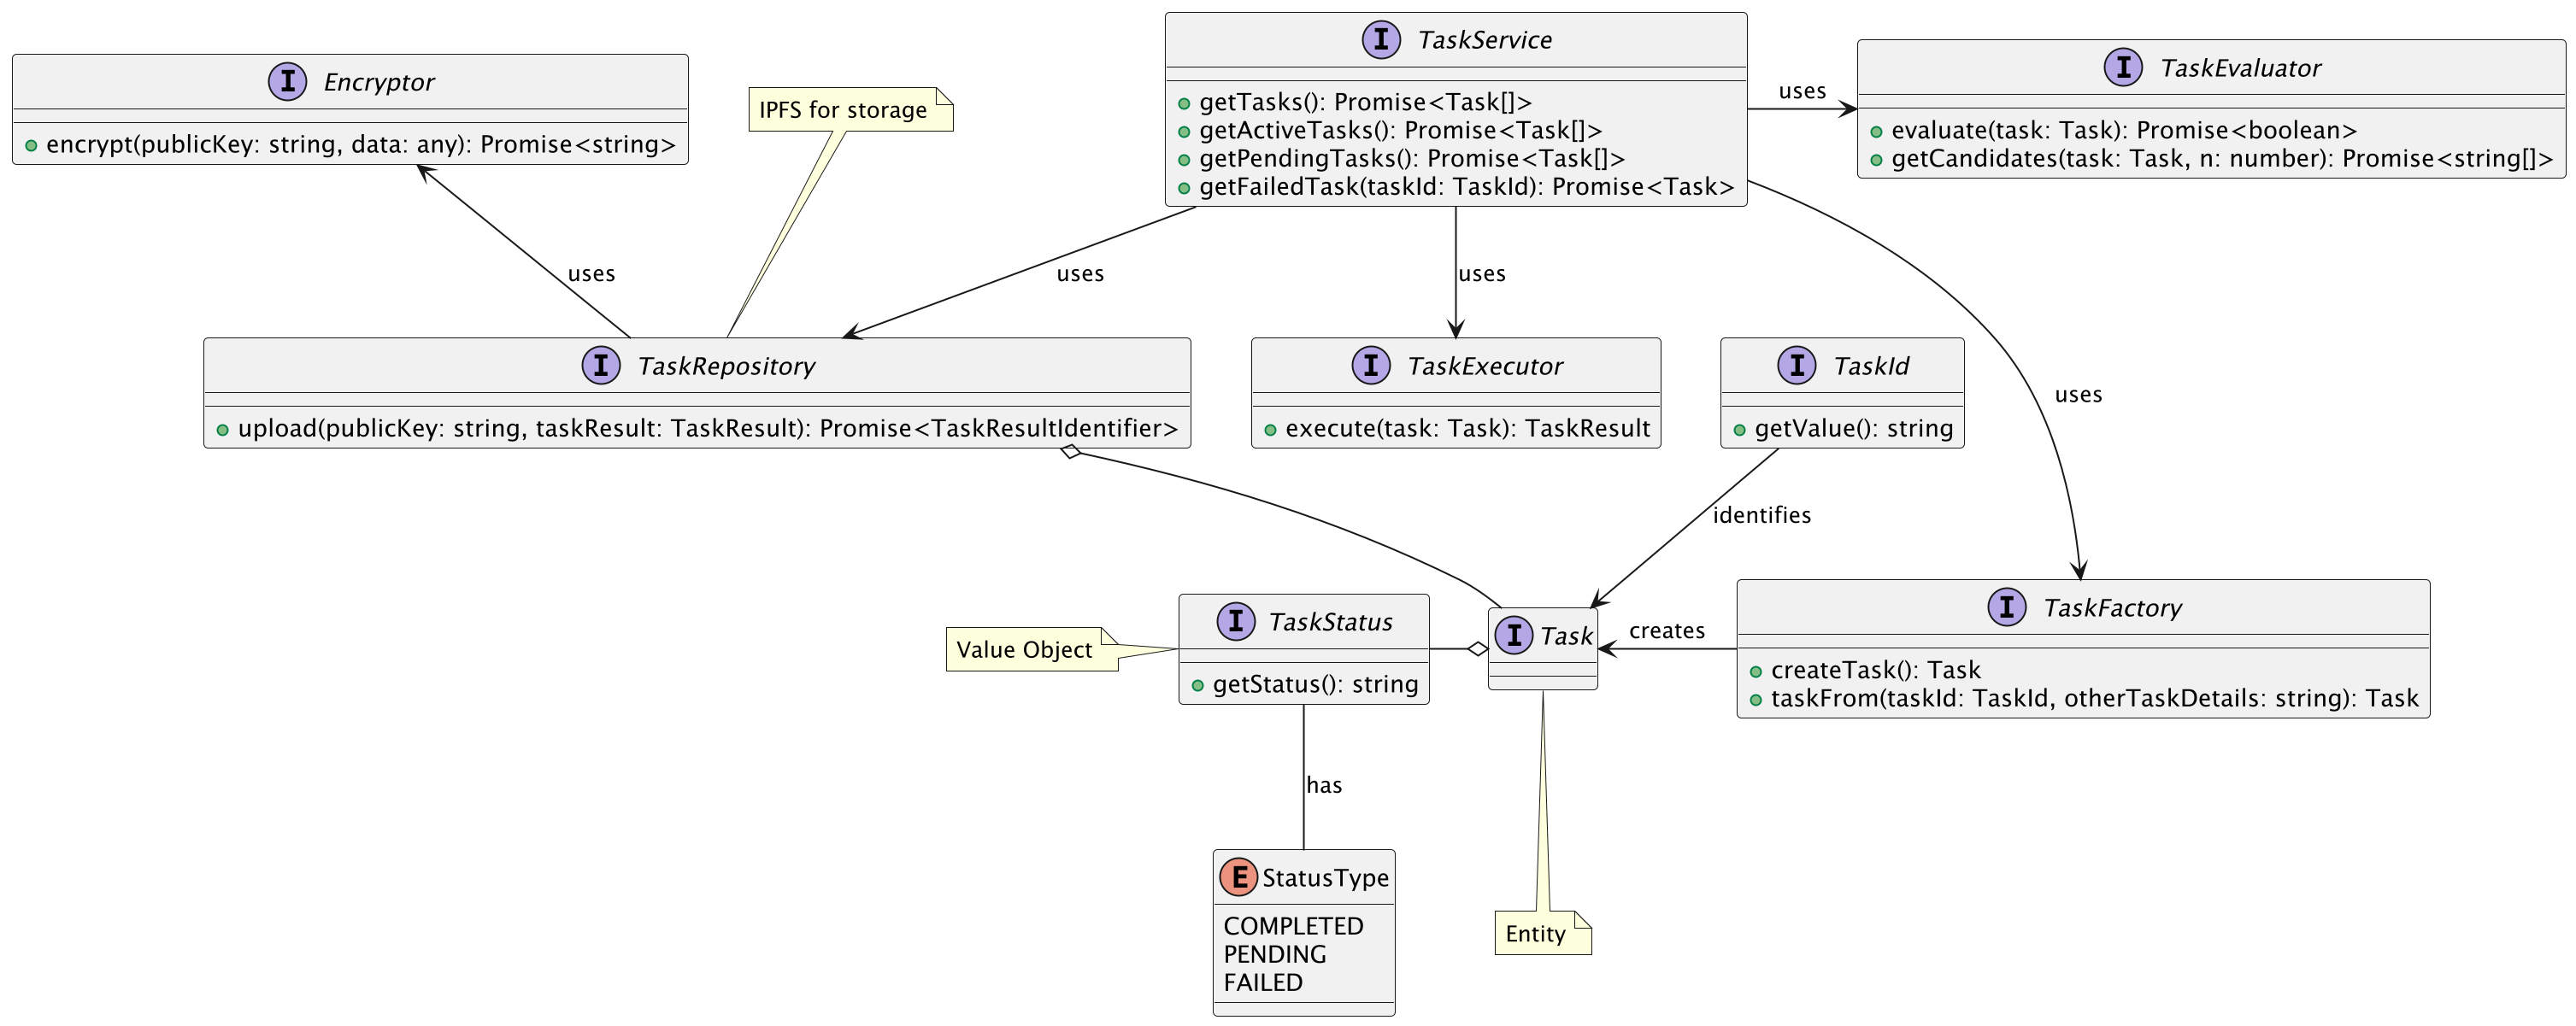 I TaskService
getTasks(): Promise<Task[]>
getActiveTasks(): Promise<Task[]>
getPendingTasks(): Promise<Task[]>
getFailedTask(taskId: TaskId): Promise<Task>
I Encryptor
encrypt(publicKey: string, data: any): Promise<string>
IPFS for storage
uses
I TaskEvaluator
evaluate(task: Task): Promise<boolean>
getCandidates(task: Task, n: number): Promise<string[]>
uses
uses
uses
uses
I TaskRepository
upload(publicKey: string, taskResult: TaskResult): Promise<TaskResultIdentifier>
I TaskExecutor
execute(task: Task): TaskResult
I TaskId
getValue(): string
identifies
Value Object
I TaskStatus
getStatus(): string
I Task
creates
I TaskFactory
createTask(): Task
taskFrom(taskId: TaskId, otherTaskDetails: string): Task
has
E StatusType
COMPLETED
PENDING
FAILED
Entity